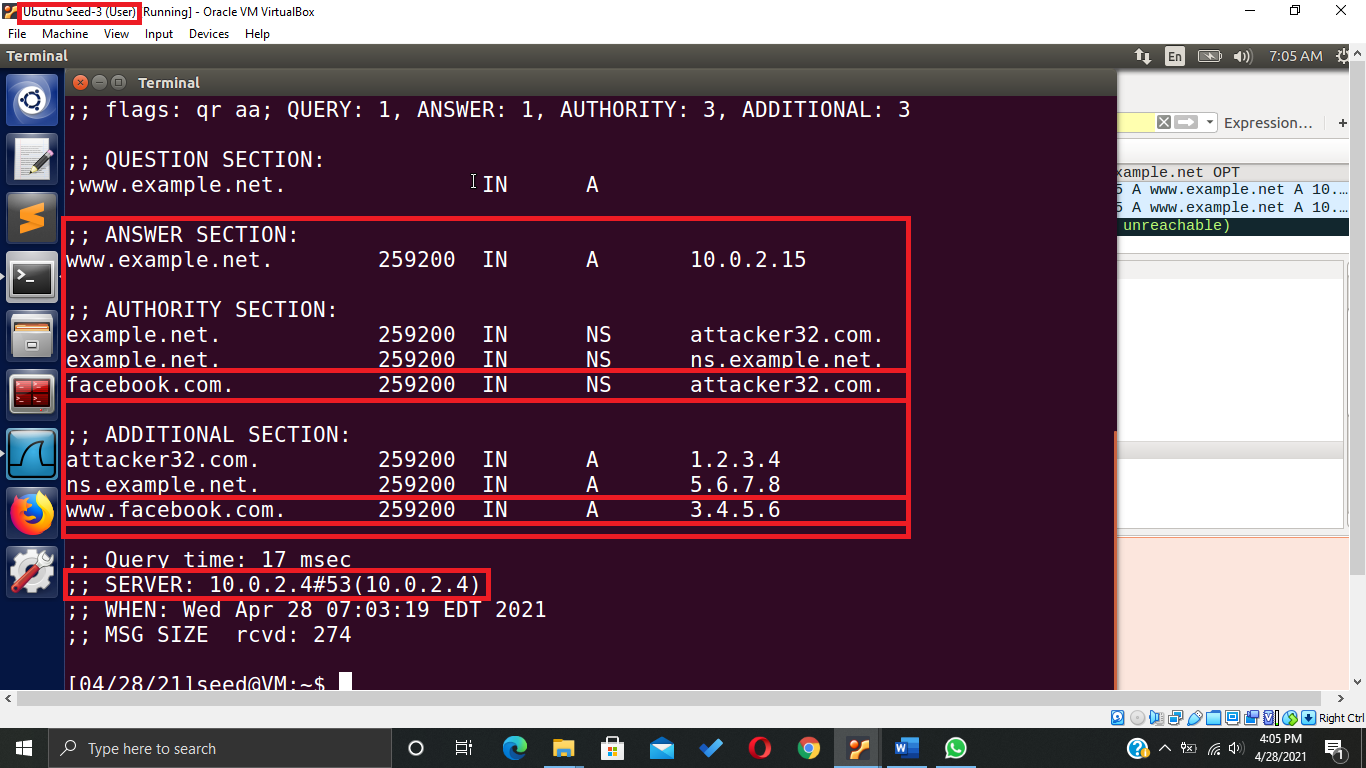 Ubutnu Seed-3 (User) [Running] - Oracle VM VirtualBox
File Machine View Input Devices Help
Terminal En 7:05 AM
Terminal
;; flags: qr aa; QUERY: 1, ANSWER: 1, AUTHORITY: 3, ADDITIONAL: 3
Expression… +
;; QUESTION SECTION:
;www.example.net. IN A
xample.net OPT
5 A www.example.net A 10.…
5 A www.example.net A 10.…
unreachable)
;; ANSWER SECTION:
www.example.net. 259200 IN A 10.0.2.15
;; AUTHORITY SECTION:
example.net. 259200 IN NS attacker32.com.
example.net. 259200 IN NS ns.example.net.
facebook.com. 259200 IN NS attacker32.com.
;; ADDITIONAL SECTION:
attacker32.com. 259200 IN A 1.2.3.4
ns.example.net. 259200 IN A 5.6.7.8
www.facebook.com. 259200 IN A 3.4.5.6
;; Query time: 17 msec
;; SERVER: 10.0.2.4#53(10.0.2.4)
;; WHEN: Wed Apr 28 07:03:19 EDT 2021
;; MSG SIZE rcvd: 274
[04/28/21]seed@VM:~$
Right Ctrl
Type here to search
4:05 PM
4/28/2021
1